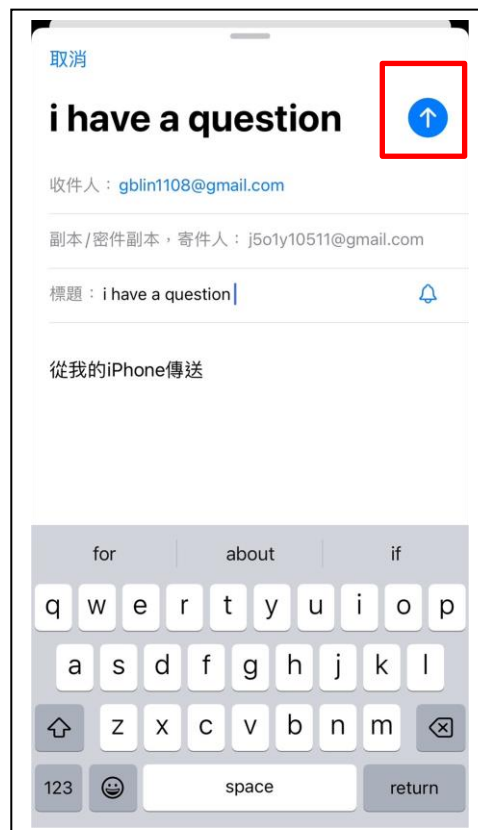 取消
i have a question
收件人：gblin1108@gmail.com
副本/密件副本，寄件人：j5o1y10511@gmail.com
標題：i have a question
從我的iPhone傳送
for about if
q w e r t y u i o p
a s d f g h j k l
z x c v b n m
123 space return